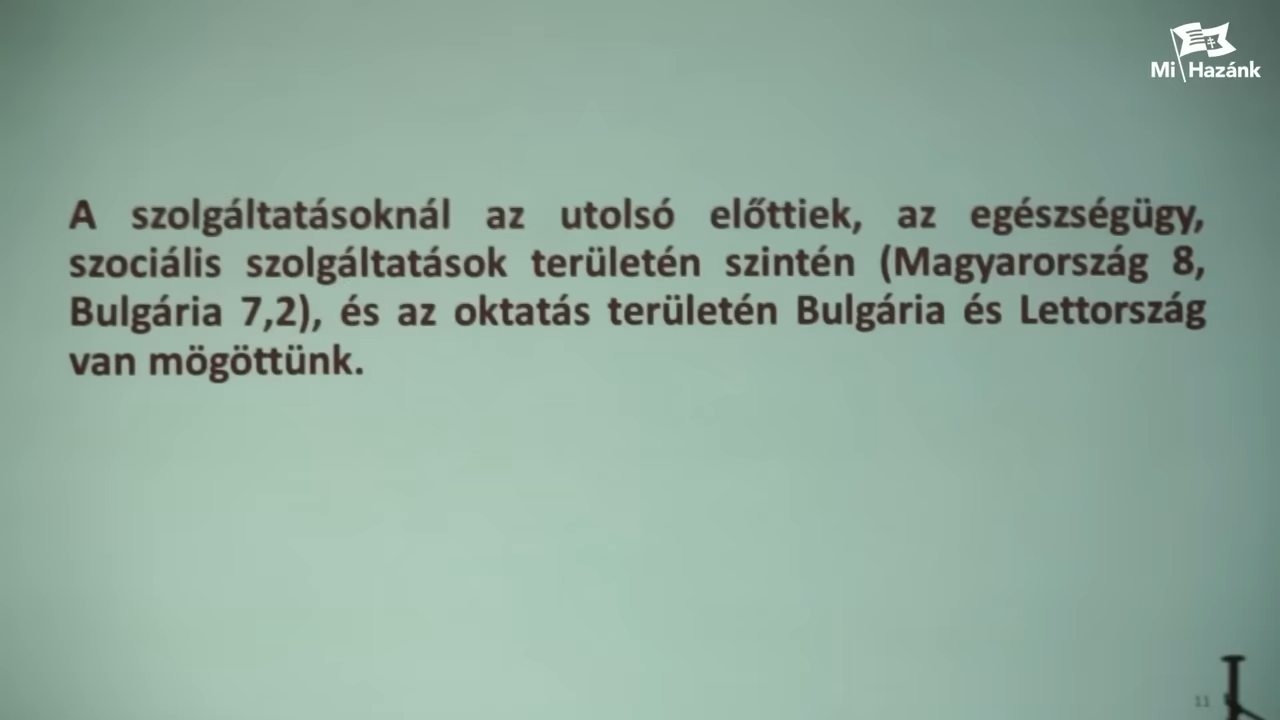 Mi Hazánk
A szolgáltatásoknál az utolsó előttiek, az egészségügy,
szociális szolgáltatások területén szintén (Magyarország 8,
Bulgária 7,2), és az oktatás területén Bulgária és Lettország
van mögöttünk.
11